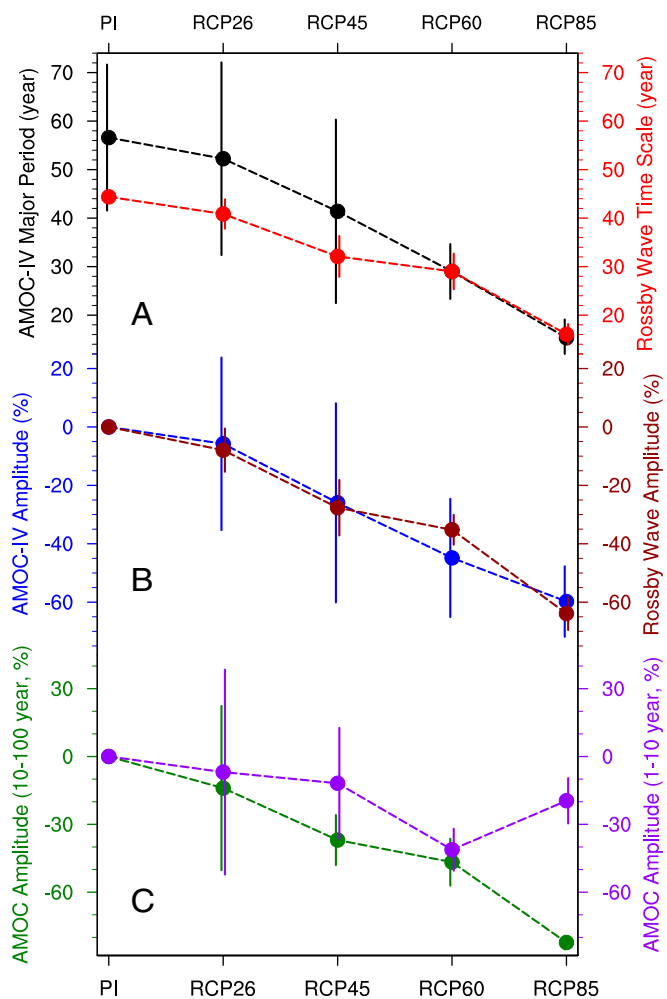 PI RCP26 RCP45 RCP60 RCP85
AMOC-IV Major Period (year)
70
60
50
40
30
20
Rossby Wave Time Scale (year)
70
60
50
40
30
20
A
AMOC-IV Amplitude (%)
20
0
-20
-40
-60
Rossby Wave Amplitude (%)
20
0
-20
-40
-60
B
AMOC Amplitude (10-100 year, %)
30
0
-30
-60
AMOC Amplitude (1-10 year, %)
30
0
-30
-60
C
PI RCP26 RCP45 RCP60 RCP85